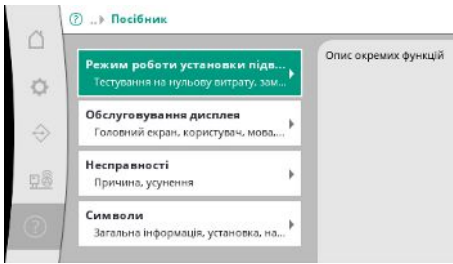 ..▸ Посібник
Режим роботи установки підв...
Тестування на нульову витрату, зам...
Опис окремих функцій
Обслуговування дисплея
Головний екран, користувач, мова,...
Несправності
Причина, усунення
Символи
Загальна інформація, установка, на...